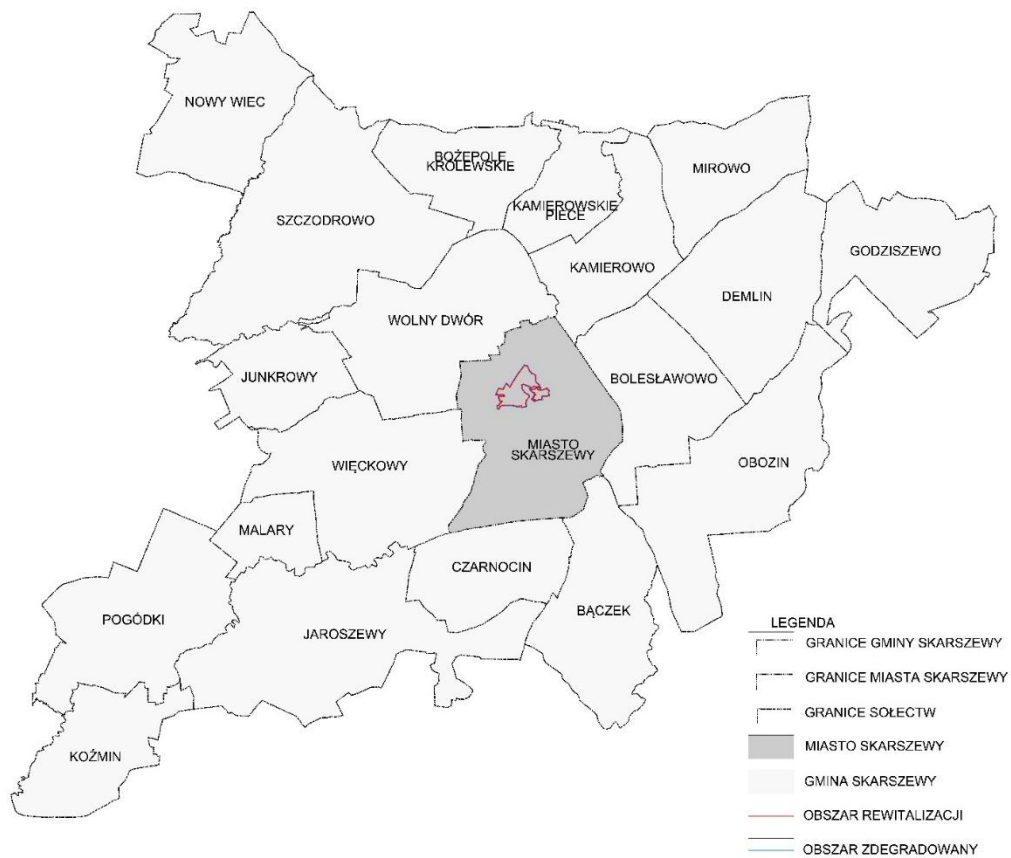 NOWY WIEC
BOŻEPOLE
KRÓLEWSKIE
MIROWO
KAMIEROWSKIE
PIECE
SZCZODROWO
GODZISZEWO
KAMIEROWO
DEMLIN
WOLNY DWÓR
JUNKROWY
BOLESŁAWOWO
MIASTO
SKARSZEWY
OBOZIN
WIĘCKOWY
MALARY
CZARNOCIN
BĄCZEK
POGÓDKI
JAROSZEWY
KOŹMIN
LEGENDA
GRANICE GMINY SKARSZEWY
GRANICE MIASTA SKARSZEWY
GRANICE SOŁECTW
MIASTO SKARSZEWY
GMINA SKARSZEWY
OBSZAR REWITALIZACJI
OBSZAR ZDEGRADOWANY